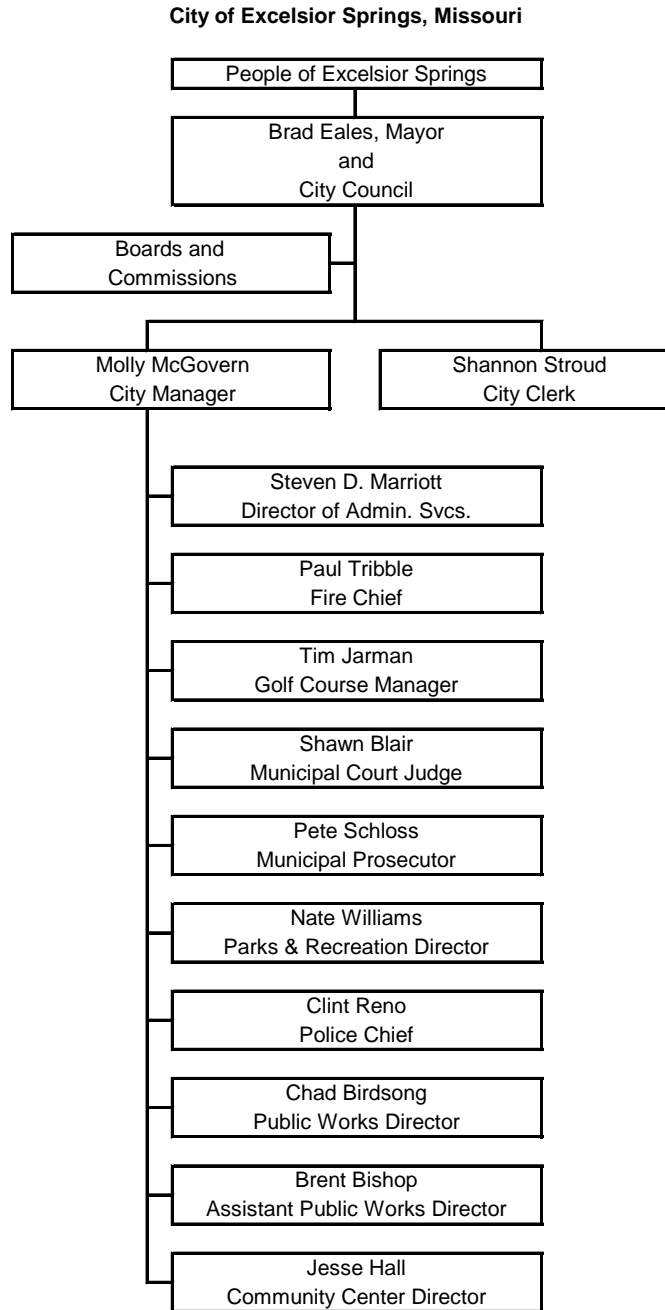 City of Excelsior Springs, Missouri
People of Excelsior Springs
Brad Eales, Mayor
and
City Council
Boards and
Commissions
Molly McGovern
City Manager
Shannon Stroud
City Clerk
Steven D. Marriott
Director of Admin. Svcs.
Paul Tribble
Fire Chief
Tim Jarman
Golf Course Manager
Shawn Blair
Municipal Court Judge
Pete Schloss
Municipal Prosecutor
Nate Williams
Parks & Recreation Director
Clint Reno
Police Chief
Chad Birdsong
Public Works Director
Brent Bishop
Assistant Public Works Director
Jesse Hall
Community Center Director